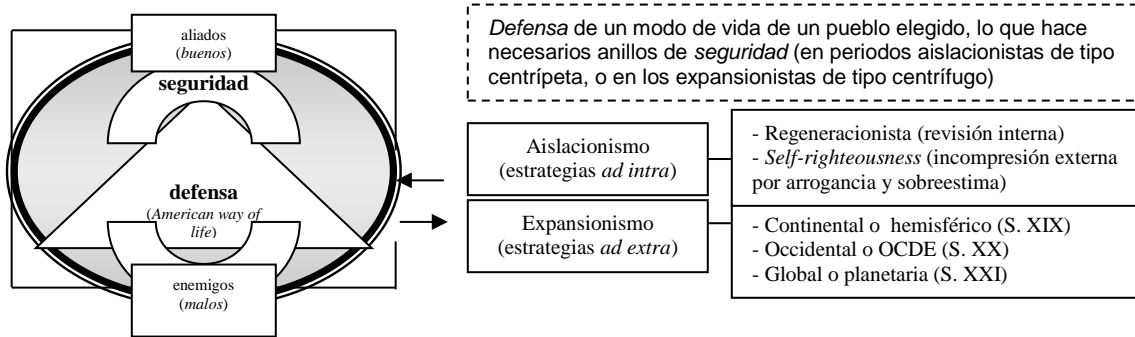 aliados
(buenos)
seguridad
defensa
(American way of
life)
enemigos
(malos)
Defensa de un modo de vida de un pueblo elegido, lo que hace
necesarios anillos de seguridad (en periodos aislacionistas de tipo
centrípeta, o en los expansionistas de tipo centrífugo)
Aislacionismo
(estrategias ad intra)
- Regeneracionista (revisión interna)
- Self-righteousness (incompresión externa
por arrogancia y sobreestima)
Expansionismo
(estrategias ad extra)
- Continental o hemisférico (S. XIX)
- Occidental o OCDE (S. XX)
- Global o planetaria (S. XXI)